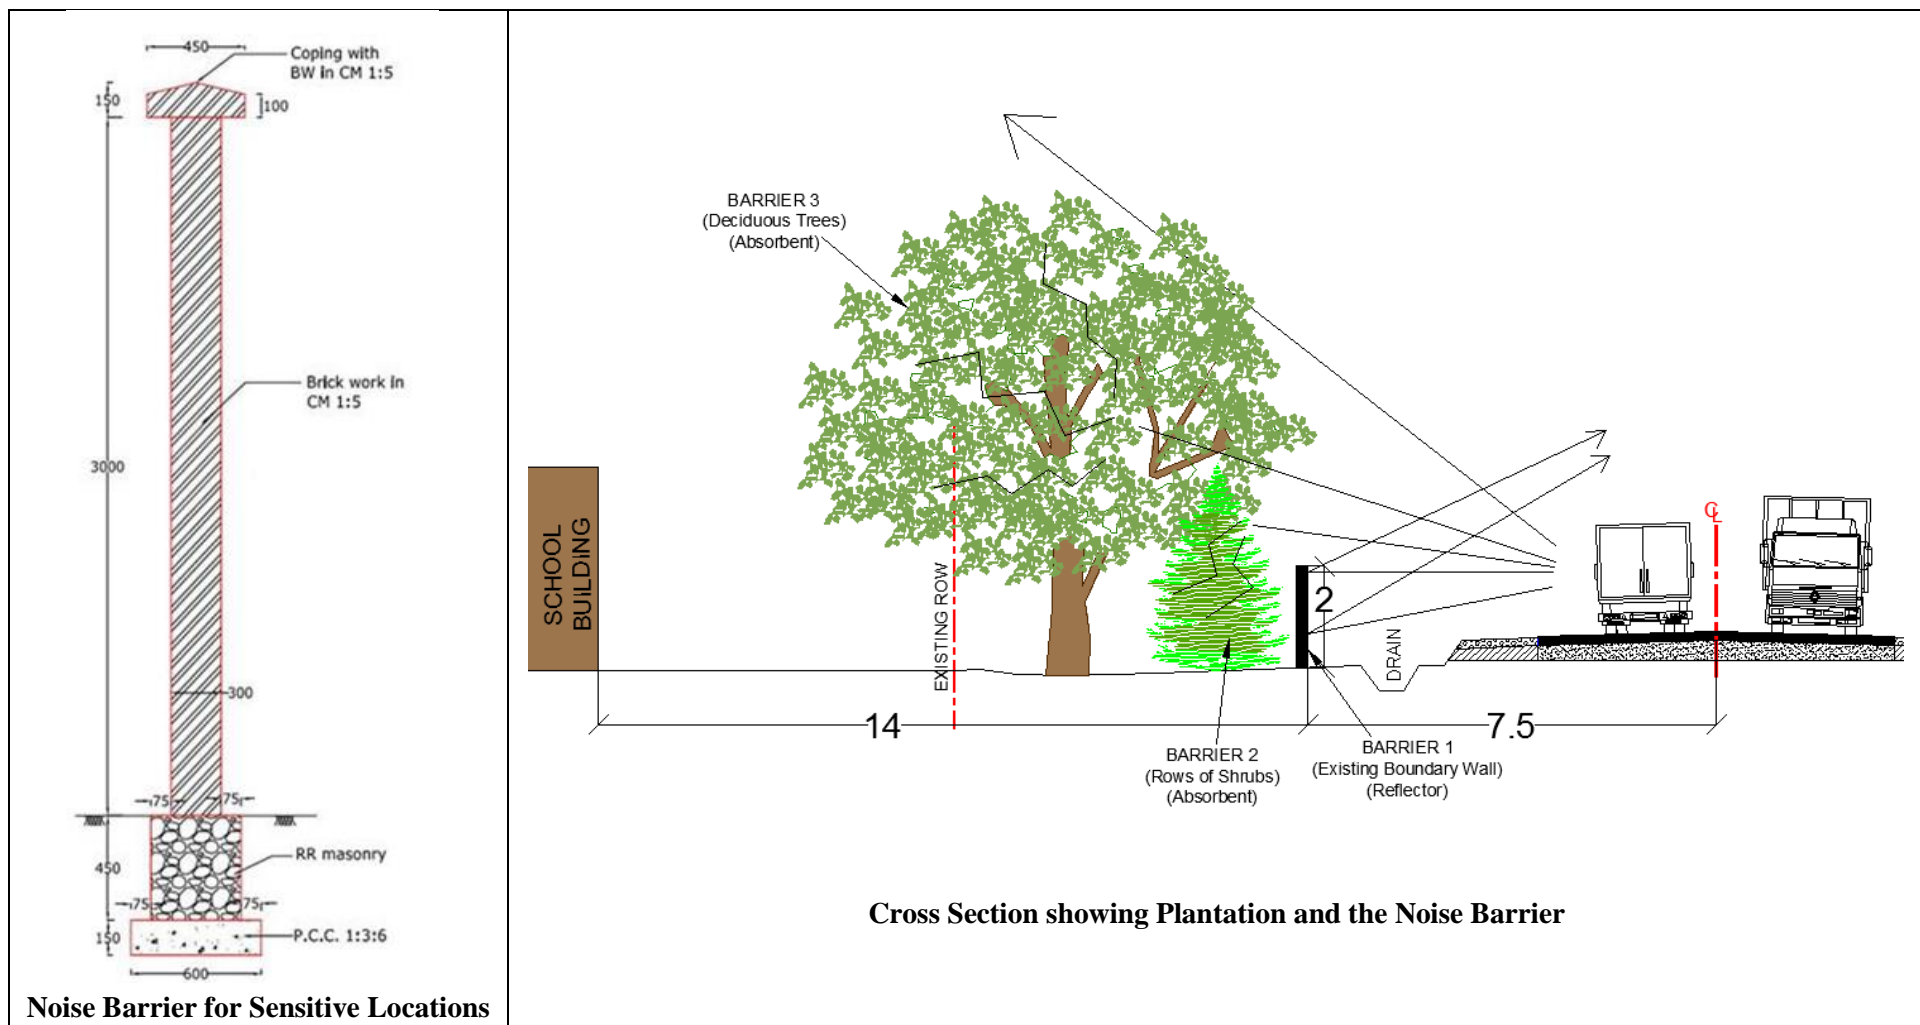 450
Coping with
BW in CM 1:5
150
100
3000
Brick work in
CM 1:5
300
75
75
450
RR masonry
75
75
150
P.C.C. 1:3:6
600
Noise Barrier for Sensitive Locations
BARRIER 3
(Deciduous Trees)
(Absorbent)
SCHOOL
BUILDING
EXISTING ROW
2
DRAIN
CL
14
7.5
BARRIER 2
(Rows of Shrubs)
(Absorbent)
BARRIER 1
(Existing Boundary Wall)
(Reflector)
Cross Section showing Plantation and the Noise Barrier